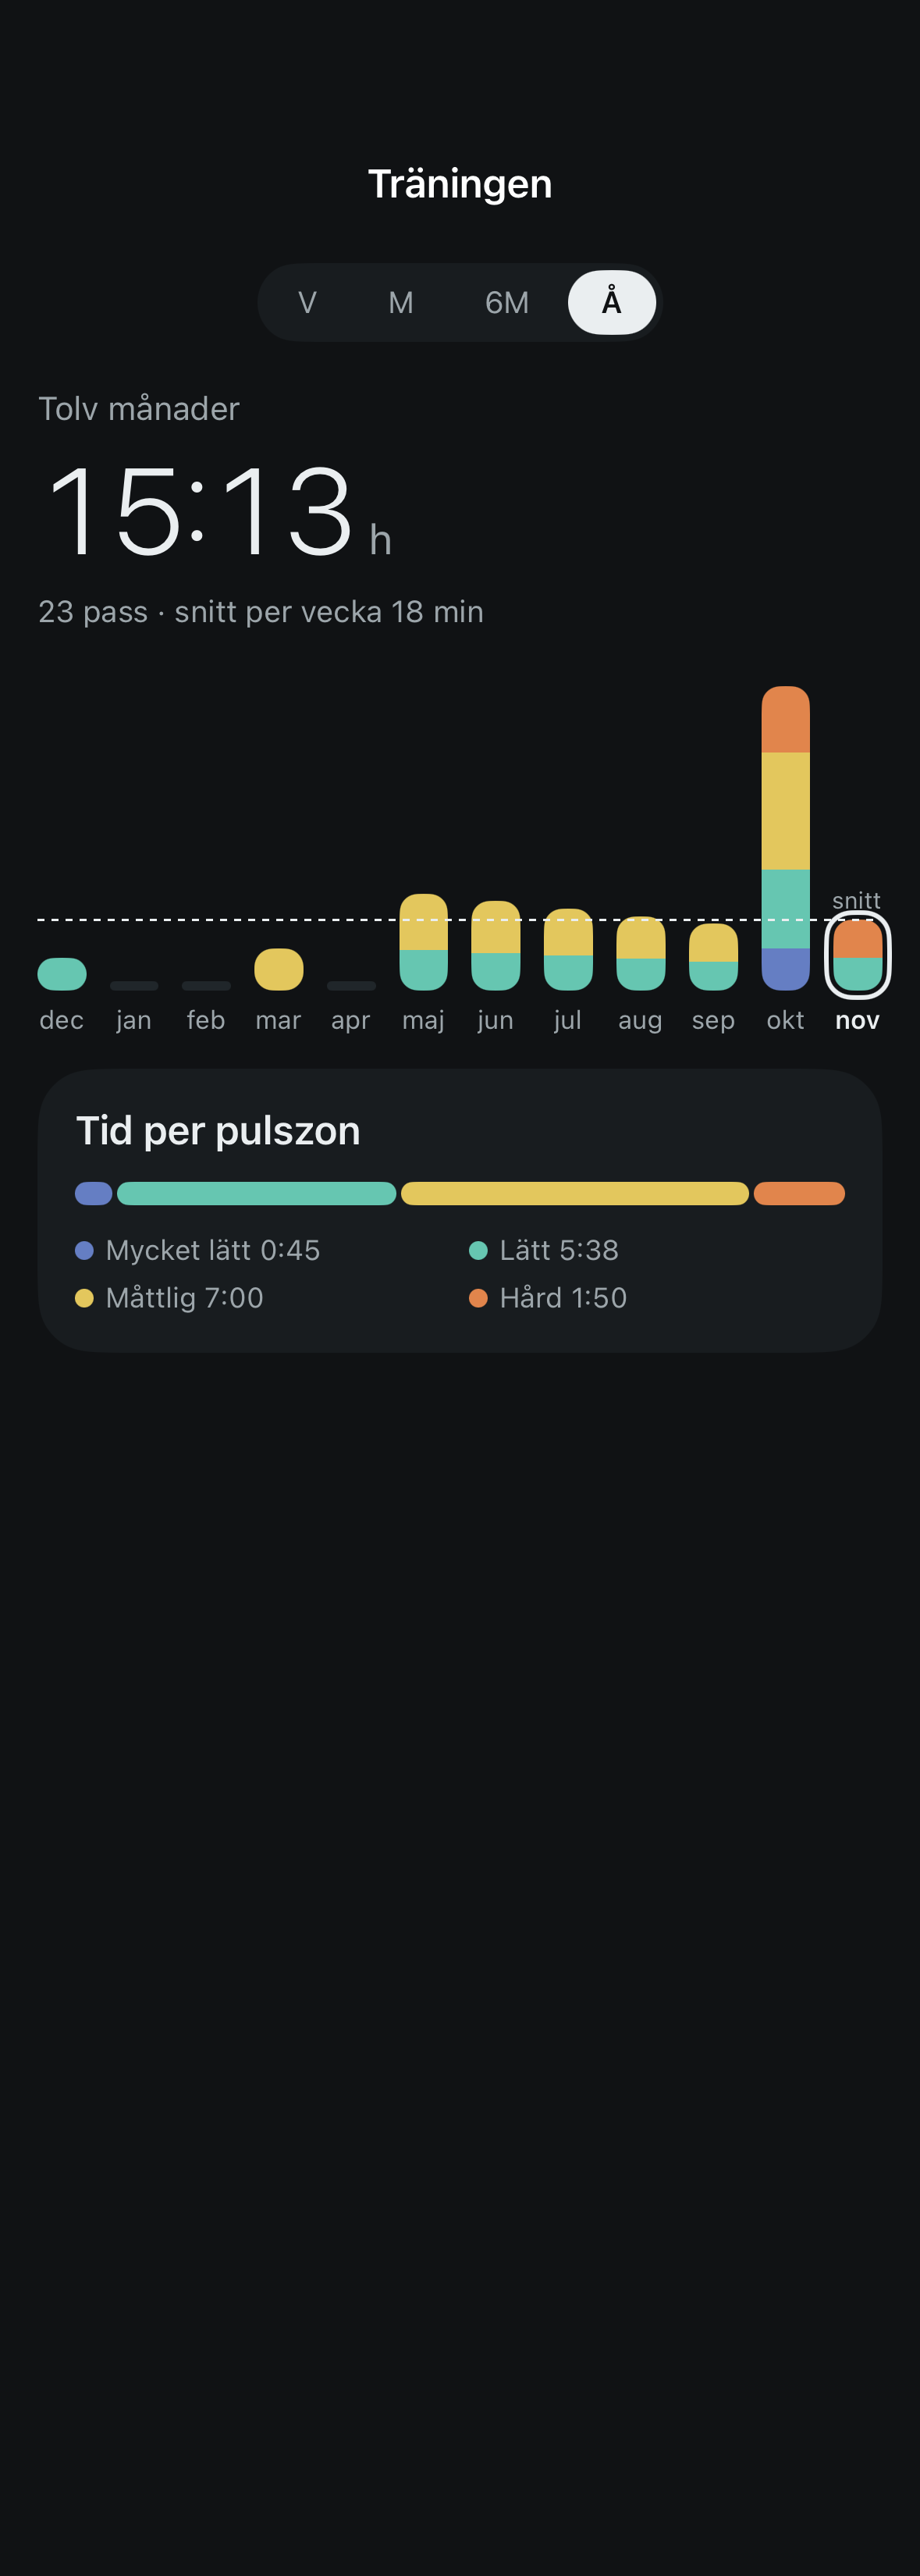 Träningen
V M 6M Å
Tolv månader
15:13 h
23 pass · snitt per vecka 18 min
snitt
dec jan feb mar apr maj jun jul aug sep okt nov
Tid per pulszon
Mycket lätt 0:45 Lätt 5:38
Måttlig 7:00 Hård 1:50